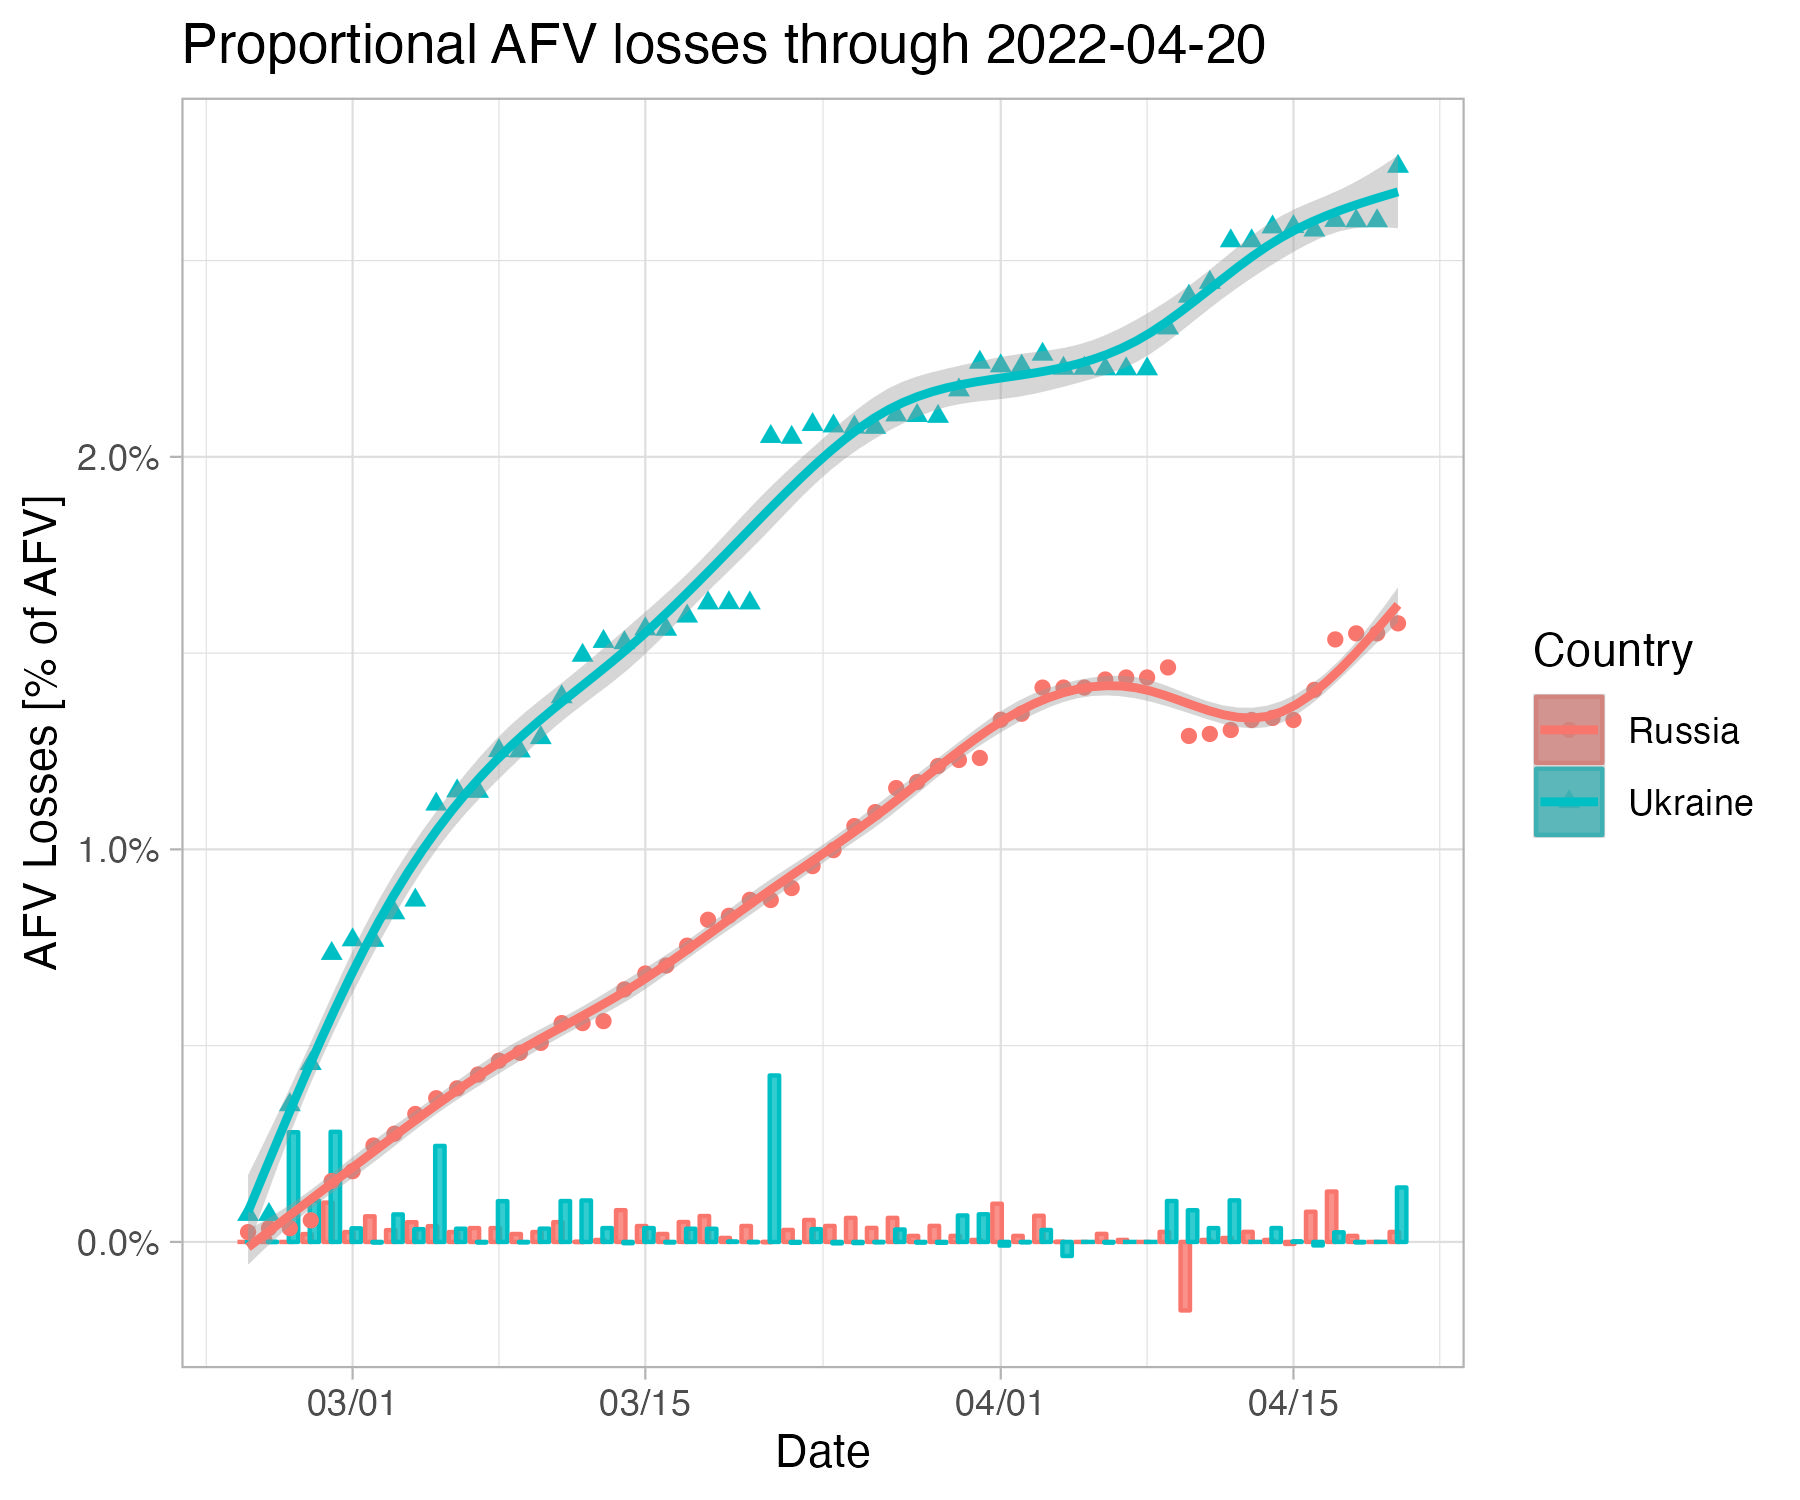 Proportional AFV losses through 2022-04-20
AFV Losses [% of AFV]
2.0%
1.0%
0.0%
03/01
03/15
04/01
04/15
Date
Country
Russia
Ukraine